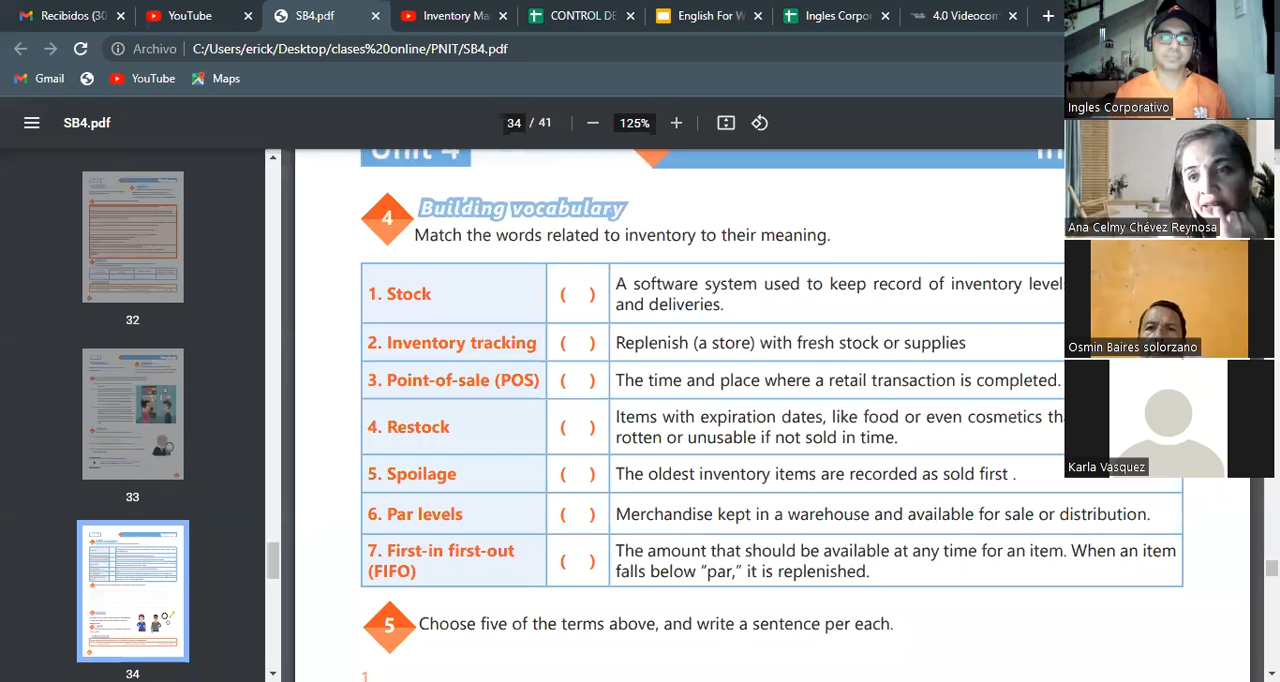 Recibidos (30
YouTube
SB4.pdf
Inventory Ma
CONTROL DE
English For W
Ingles Corpo
4.0 Videocon
Archivo C:/Users/erick/Desktop/clases%20online/PNIT/SB4.pdf
Gmail YouTube Maps
SB4.pdf
34 / 41 125%
32
33
34
Unit 4
4 Building vocabulary
Match the words related to inventory to their meaning.
1. Stock ( ) A software system used to keep record of inventory level
and deliveries.
2. Inventory tracking ( ) Replenish (a store) with fresh stock or supplies
3. Point-of-sale (POS) ( ) The time and place where a retail transaction is completed.
4. Restock ( ) Items with expiration dates, like food or even cosmetics th
rotten or unusable if not sold in time.
5. Spoilage ( ) The oldest inventory items are recorded as sold first .
6. Par levels ( ) Merchandise kept in a warehouse and available for sale or distribution.
7. First-in first-out
(FIFO) ( ) The amount that should be available at any time for an item. When an item
falls below “par,” it is replenished.
5 Choose five of the terms above, and write a sentence per each.
1
Ingles Corporativo
Ana Celmy Chévez Reynosa
Osmin Baires solorzano
Karla Vasquez